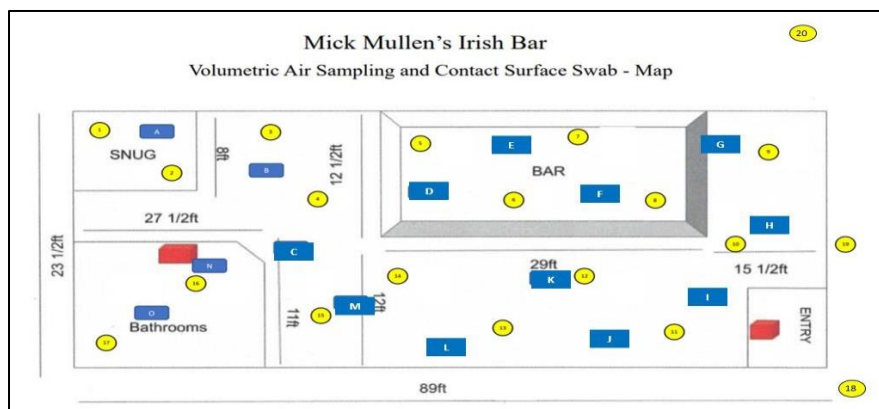 Mick Mullen's Irish Bar
20
Volumetric Air Sampling and Contact Surface Swab - Map
1
A
3
5
E
7
G
9
SNUG
8ft
12 1/2ft
BAR
2
B
D
F
4
6
8
27 1/2ft
H
23 1/2ft
C
10
19
29ft
15 1/2ft
N
14
K
12
16
I
11ft
M
12ft
O
15
Bathrooms
13
11
ENTRY
17
L
J
89ft
18